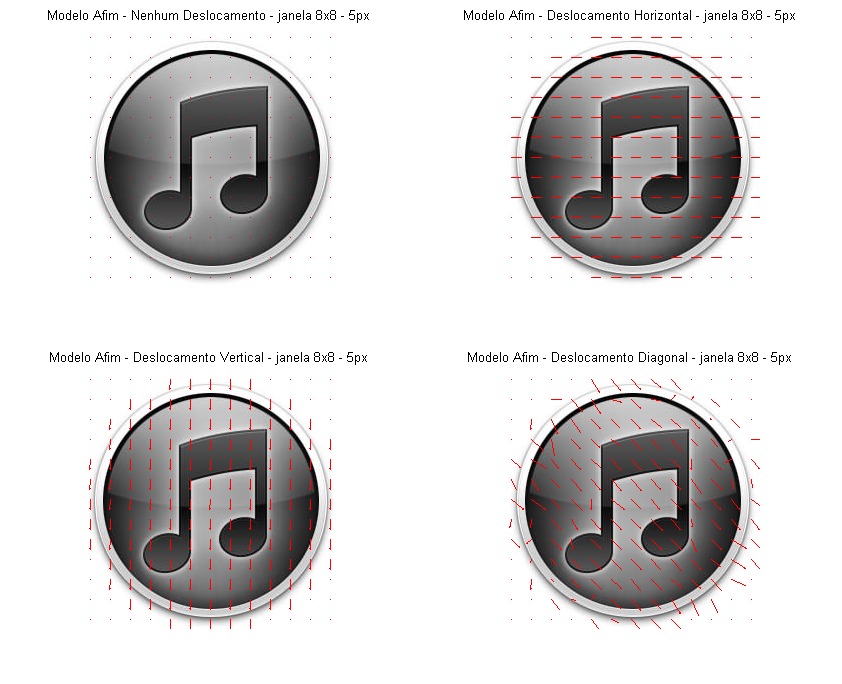 Modelo Afim - Nenhum Deslocamento - janela 8x8 - 5px
Modelo Afim - Deslocamento Horizontal - janela 8x8 - 5px
Modelo Afim - Deslocamento Vertical - janela 8x8 - 5px
Modelo Afim - Deslocamento Diagonal - janela 8x8 - 5px